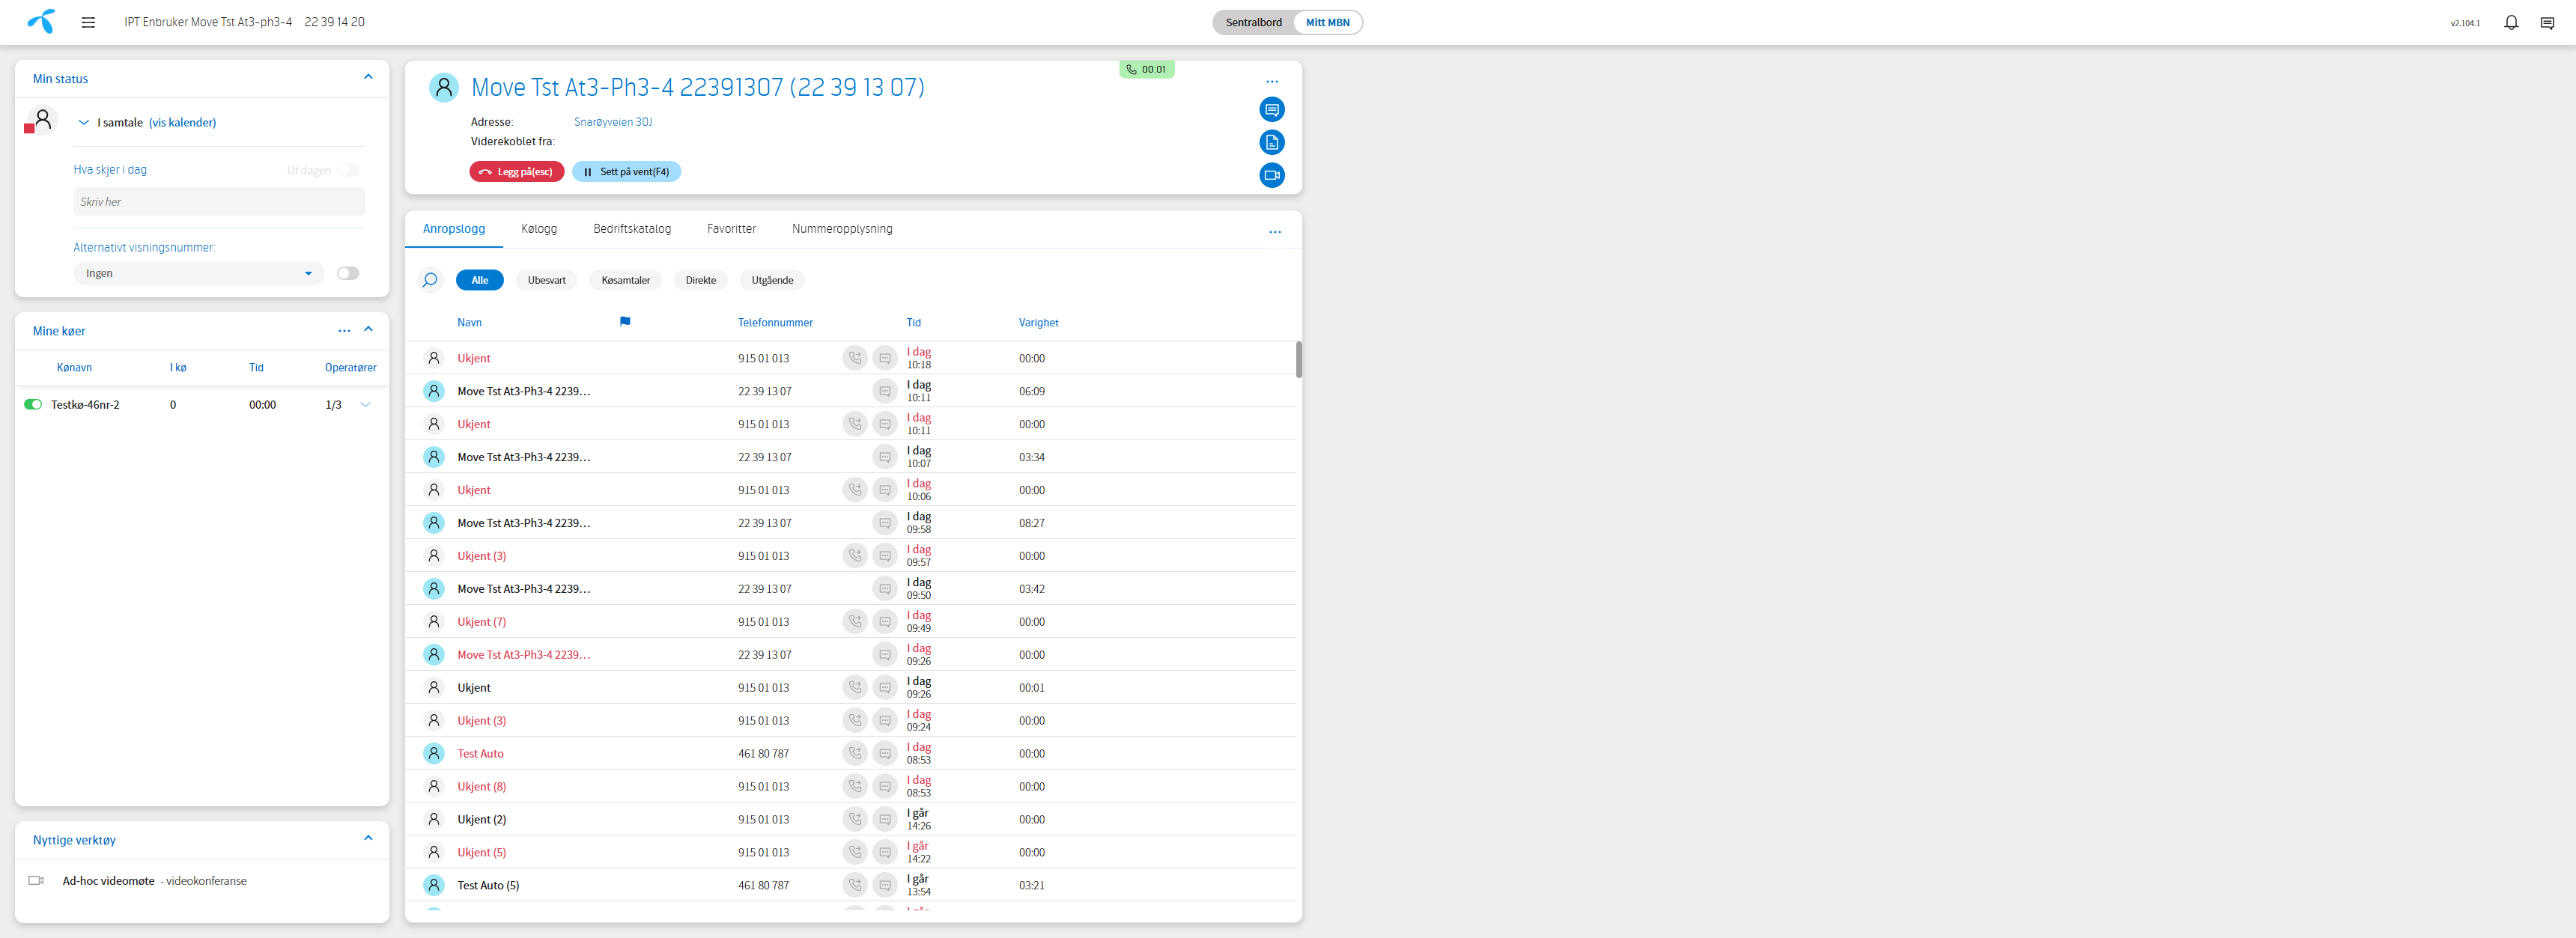 IPT Enbruker Move Tst At3-ph3-4 22 39 14 20
Sentralbord Mitt MBN
v2.104.1
Min status
I samtale (vis kalender)
Hva skjer i dag Ut dagen
Skriv her
Alternativt visningsnummer:
Ingen
Mine køer
Kønavn I kø Tid Operatører
Testkø-46nr-2 0 00:00 1/3
Nyttige verktøy
Ad-hoc videomøte - videokonferanse
00:01
Move Tst At3-Ph3-4 22391307 (22 39 13 07)
Adresse: Snarøyveien 30J
Viderekoblet fra:
Legg på(esc) Sett på vent(F4)
Anropslogg Kølogg Bedriftskatalog Favoritter Nummeropplysning
Alle Ubesvart Køsamtaler Direkte Utgående
Navn Telefonnummer Tid Varighet
Ukjent 915 01 013 I dag 10:18 00:00
Move Tst At3-Ph3-4 2239... 22 39 13 07 I dag 10:11 06:09
Ukjent 915 01 013 I dag 10:11 00:00
Move Tst At3-Ph3-4 2239... 22 39 13 07 I dag 10:07 03:34
Ukjent 915 01 013 I dag 10:06 00:00
Move Tst At3-Ph3-4 2239... 22 39 13 07 I dag 09:58 08:27
Ukjent (3) 915 01 013 I dag 09:57 00:00
Move Tst At3-Ph3-4 2239... 22 39 13 07 I dag 09:50 03:42
Ukjent (7) 915 01 013 I dag 09:49 00:00
Move Tst At3-Ph3-4 2239... 22 39 13 07 I dag 09:26 00:00
Ukjent 915 01 013 I dag 09:26 00:01
Ukjent (3) 915 01 013 I dag 09:24 00:00
Test Auto 461 80 787 I dag 08:53 00:00
Ukjent (8) 915 01 013 I dag 08:53 00:00
Ukjent (2) 915 01 013 I går 14:26 00:00
Ukjent (5) 915 01 013 I går 14:22 00:00
Test Auto (5) 461 80 787 I går 13:54 03:21